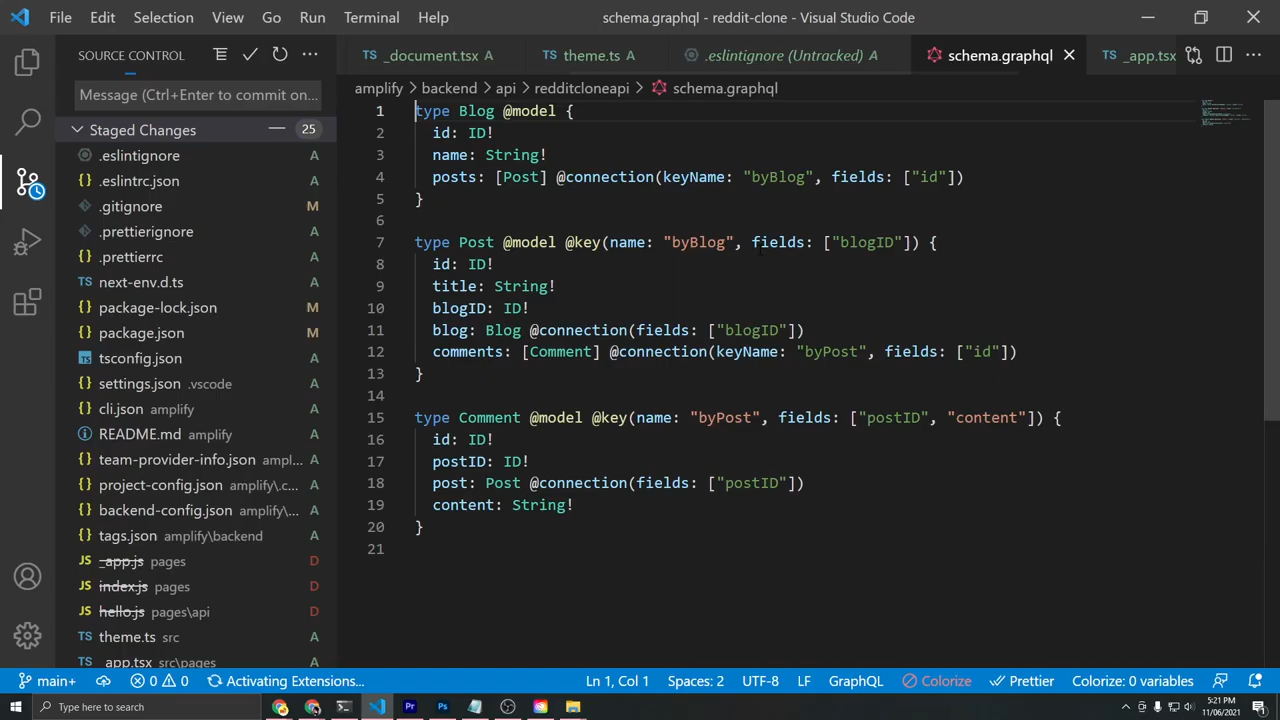 File Edit Selection View Go Run Terminal Help schema.graphql - reddit-clone - Visual Studio Code
SOURCE CONTROL
TS _document.tsx A TS theme.ts A .eslintignore (Untracked) A schema.graphql TS _app.tsx
amplify > backend > api > redditcloneapi > schema.graphql
Message (Ctrl+Enter to commit on...
Staged Changes 25
.eslintignore A
.eslintrc.json A
.gitignore M
.prettierignore A
{} .prettierrc A
TS next-env.d.ts A
{} package-lock.json M
{} package.json M
TS tsconfig.json A
{} settings.json .vscode A
{} cli.json amplify A
README.md amplify A
{} team-provider-info.json ampl... A
{} project-config.json amplify\.c... A
{} backend-config.json amplify\... A
{} tags.json amplify\backend A
JS _app.js pages D
JS index.js pages D
JS hello.js pages\api D
TS theme.ts src A
TS _app.tsx src\pages A
1 type Blog @model {
2 id: ID!
3 name: String!
4 posts: [Post] @connection(keyName: "byBlog", fields: ["id"])
5 }
6
7 type Post @model @key(name: "byBlog", fields: ["blogID"]) {
8 id: ID!
9 title: String!
10 blogID: ID!
11 blog: Blog @connection(fields: ["blogID"])
12 comments: [Comment] @connection(keyName: "byPost", fields: ["id"])
13 }
14
15 type Comment @model @key(name: "byPost", fields: ["postID", "content"]) {
16 id: ID!
17 postID: ID!
18 post: Post @connection(fields: ["postID"])
19 content: String!
20 }
21
main+ 0 0 Activating Extensions... Ln 1, Col 1 Spaces: 2 UTF-8 LF GraphQL Colorize Prettier Colorize: 0 variables
Type here to search
5:21 PM
11/06/2021